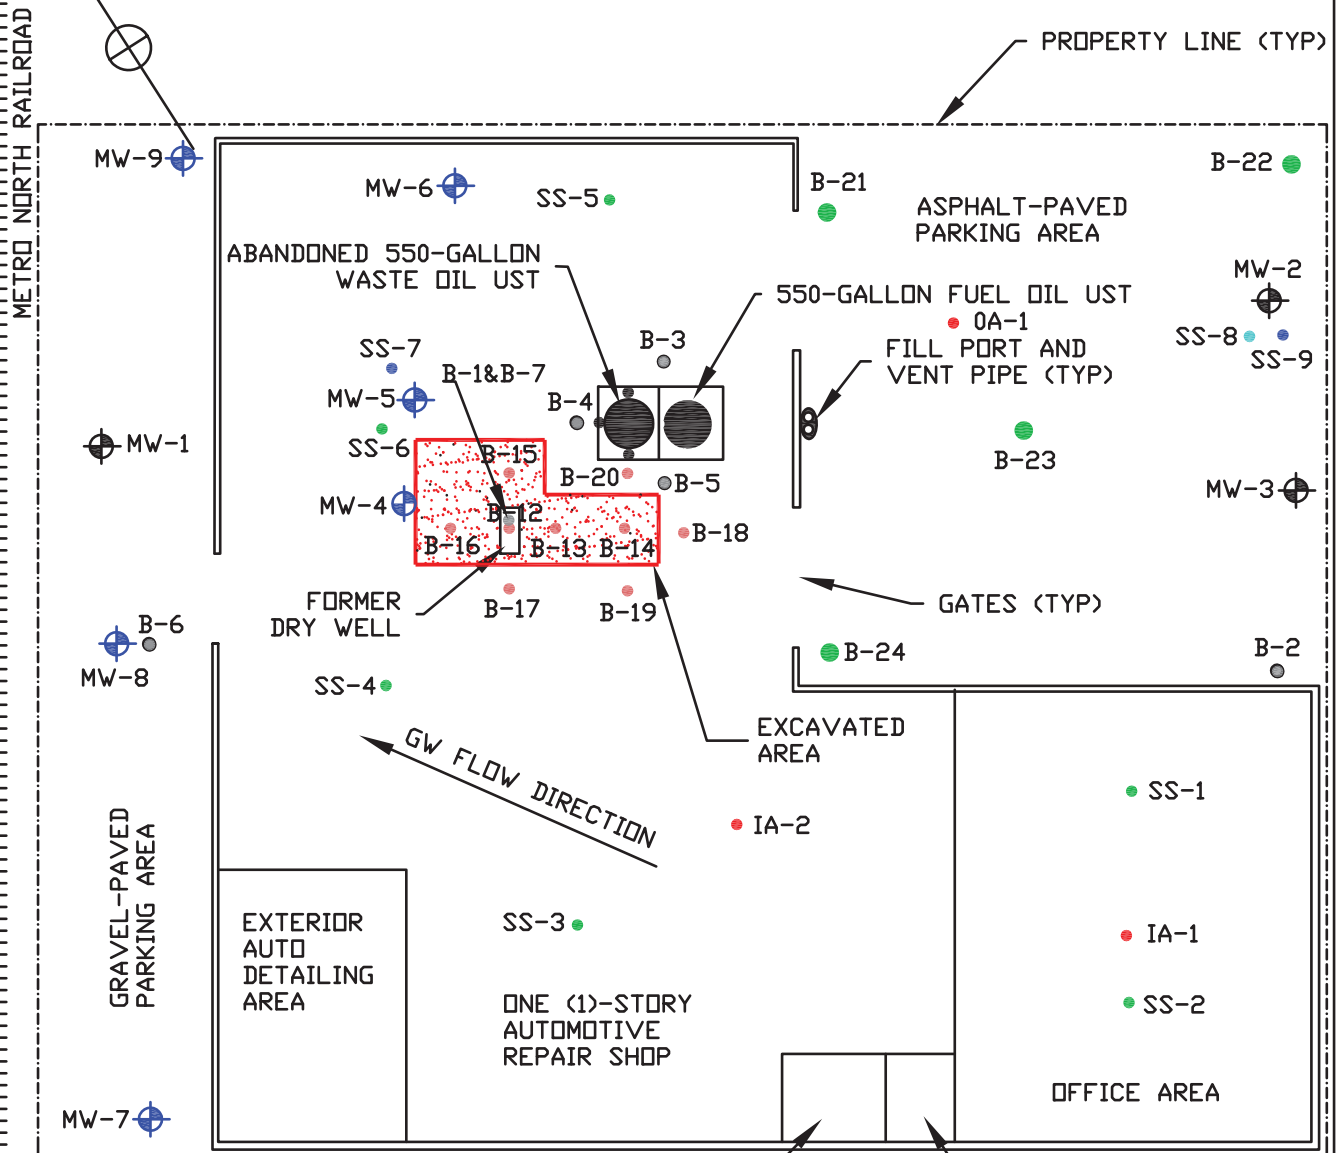 METRO NORTH RAILROAD
PROPERTY LINE (TYP)
MW-9
MW-6
SS-5
B-21
B-22
ASPHALT-PAVED
PARKING AREA
ABANDONED 550-GALLON
WASTE OIL UST
550-GALLON FUEL OIL UST
MW-2
OA-1
SS-8
SS-9
FILL PORT AND
VENT PIPE (TYP)
SS-7
B-3
B-1&B-7
MW-5
B-4
SS-6
MW-1
B-15
B-20
B-5
B-23
MW-3
MW-4
B-12
B-16
B-13
B-14
B-18
FORMER
DRY WELL
B-17
B-19
GATES (TYP)
B-6
MW-8
B-24
B-2
SS-4
EXCAVATED
AREA
GW FLOW DIRECTION
SS-1
IA-2
GRAVEL-PAVED
PARKING AREA
EXTERIOR
AUTO
DETAILING
AREA
SS-3
IA-1
SS-2
ONE (1)-STORY
AUTOMOTIVE
REPAIR SHOP
OFFICE AREA
MW-7